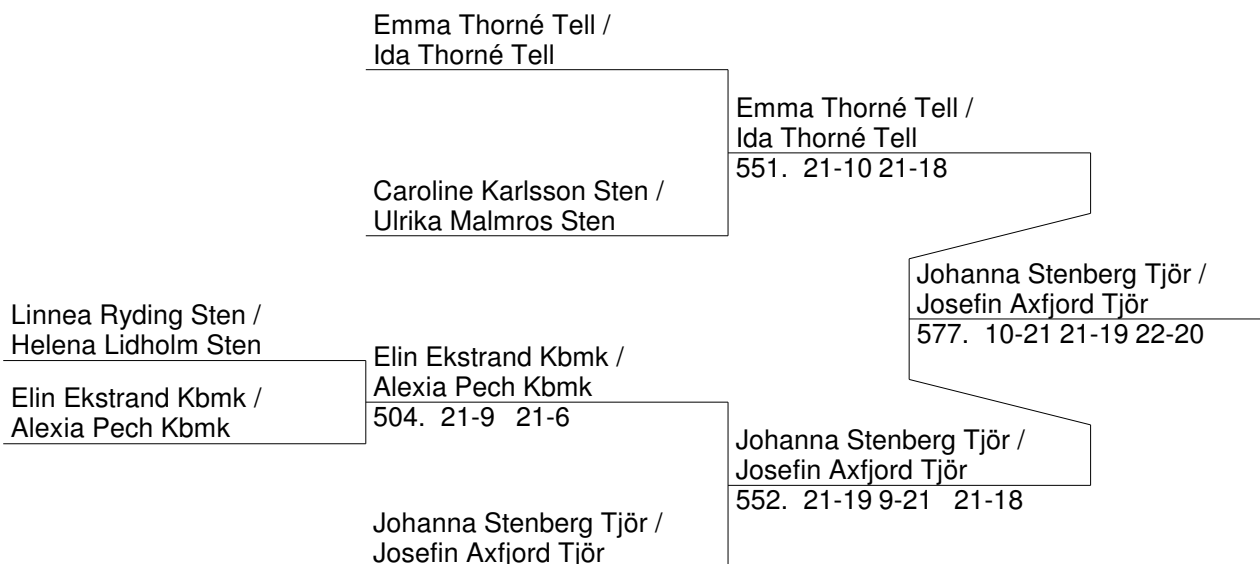 Emma Thorné Tell /
Ida Thorné Tell
Emma Thorné Tell /
Ida Thorné Tell
551. 21-10 21-18
Caroline Karlsson Sten /
Ulrika Malmros Sten
Johanna Stenberg Tjör /
Josefin Axfjord Tjör
577. 10-21 21-19 22-20
Linnea Ryding Sten /
Helena Lidholm Sten
Elin Ekstrand Kbmk /
Alexia Pech Kbmk
504. 21-9 21-6
Elin Ekstrand Kbmk /
Alexia Pech Kbmk
Johanna Stenberg Tjör /
Josefin Axfjord Tjör
552. 21-19 9-21 21-18
Johanna Stenberg Tjör /
Josefin Axfjord Tjör